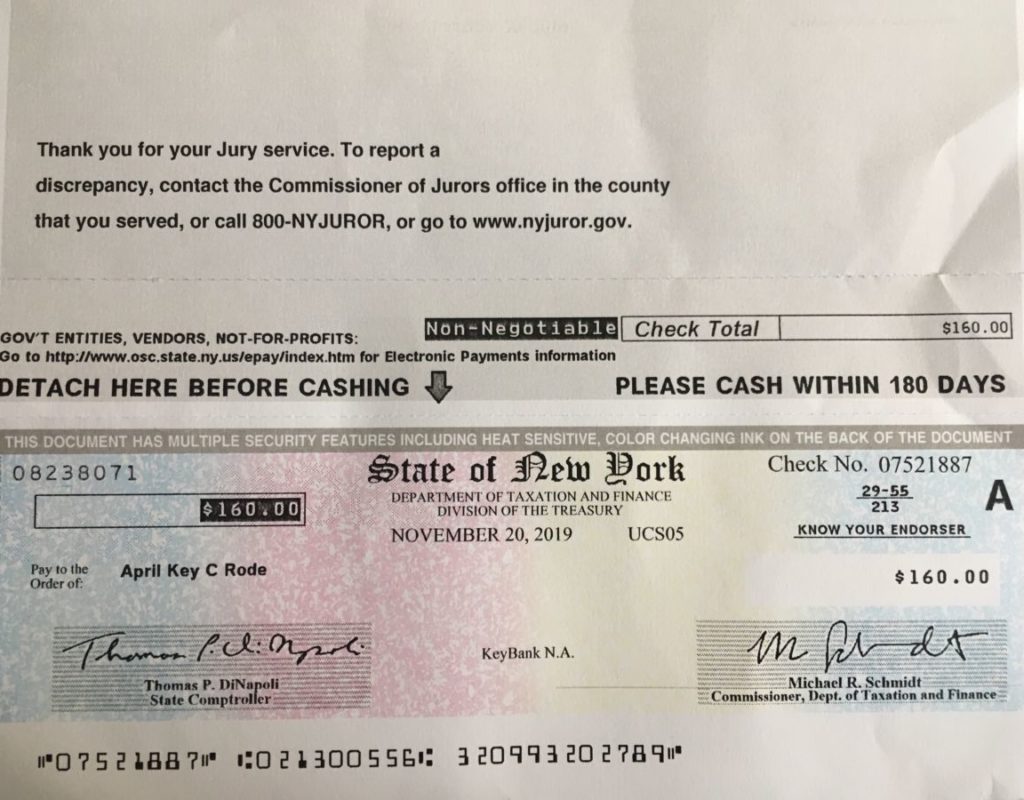 Thank you for your Jury service. To report a
discrepancy, contact the Commissioner of Jurors office in the county
that you served, or call 800-NYJUROR, or go to www.nyjuror.gov.
Non-Negotiable Check Total $160.00
GOV'T ENTITIES, VENDORS, NOT-FOR-PROFITS:
Go to http://www.osc.state.ny.us/epay/index.htm for Electronic Payments information
DETACH HERE BEFORE CASHING PLEASE CASH WITHIN 180 DAYS
THIS DOCUMENT HAS MULTIPLE SECURITY FEATURES INCLUDING HEAT SENSITIVE, COLOR CHANGING INK ON THE BACK OF THE DOCUMENT
08238071 State of New York Check No. 07521887
$160.00 DEPARTMENT OF TAXATION AND FINANCE 29-55 A
DIVISION OF THE TREASURY 213
NOVEMBER 20, 2019 UCS05 KNOW YOUR ENDORSER
Pay to the
Order of: April Key C Rode $160.00
Thomas P. DiNapoli M Schmidt
KeyBank N.A.
Thomas P. DiNapoli Michael R. Schmidt
State Comptroller Commissioner, Dept. of Taxation and Finance
⑈07521887⑈ ⑆021300556⑆ 320993202789⑈